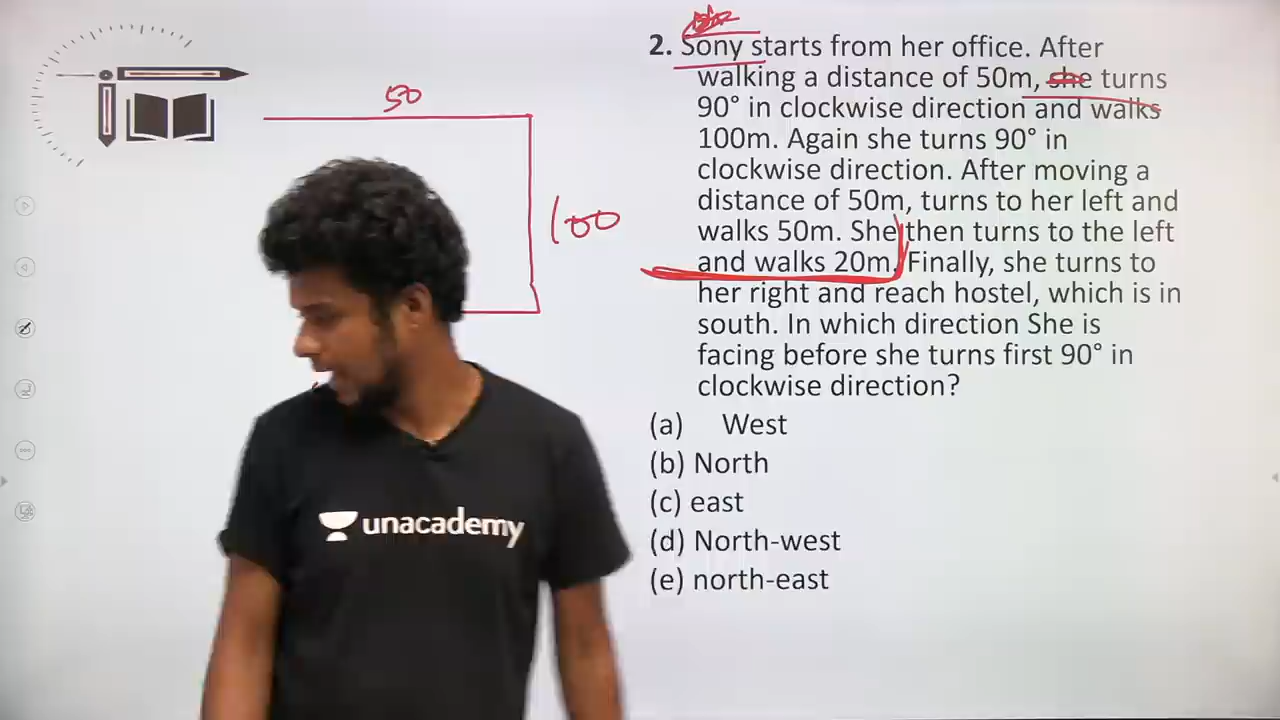 50
100
2. Sony starts from her office. After
walking a distance of 50m, she turns
90° in clockwise direction and walks
100m. Again she turns 90° in
clockwise direction. After moving a
distance of 50m, turns to her left and
walks 50m. She then turns to the left
and walks 20m. Finally, she turns to
her right and reach hostel, which is in
south. In which direction She is
facing before she turns first 90° in
clockwise direction?
(a) West
(b) North
(c) east
(d) North-west
(e) north-east
unacademy